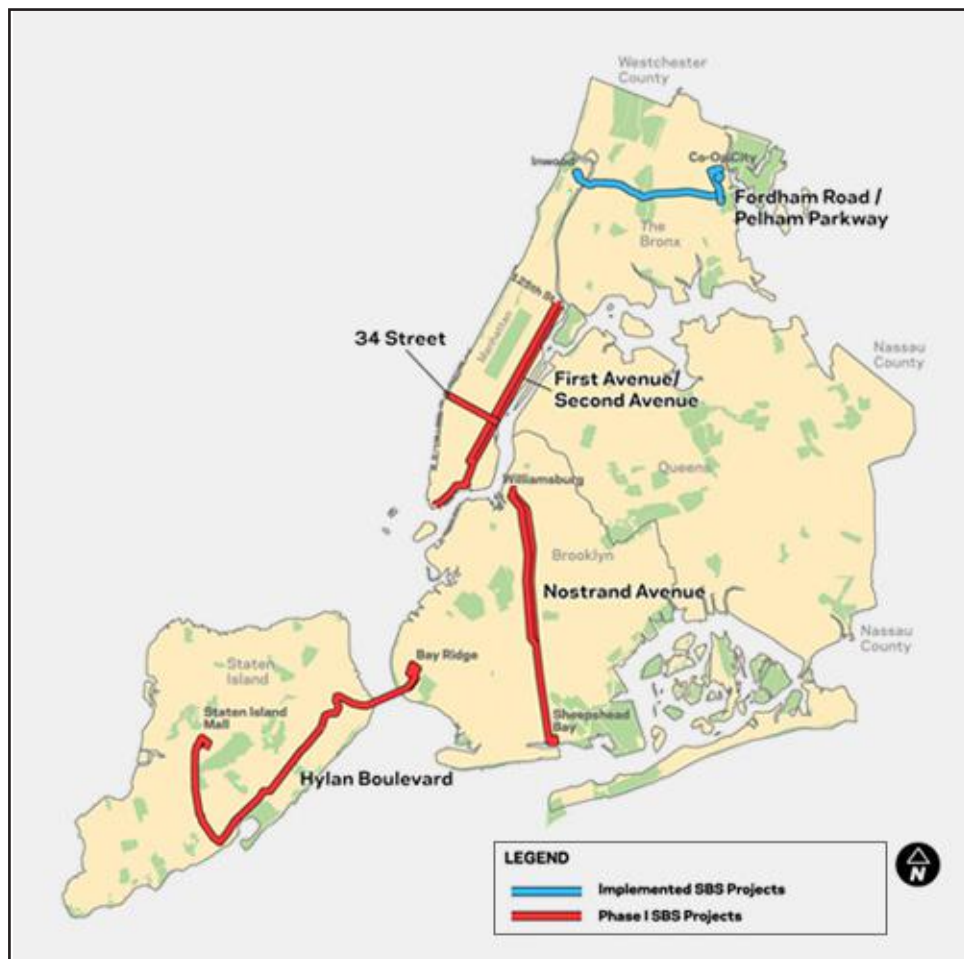 Westchester
County
Inwood
Co-Op City
Fordham Road /
Pelham Parkway
The
Bronx
125th St
Manhattan
34 Street
First Avenue/
Second Avenue
Nassau
County
Queens
Williamsburg
Brooklyn
Nostrand Avenue
Nassau
County
Bay Ridge
Staten
Island
Staten Island
Mall
Sheepshead
Bay
Hylan Boulevard
LEGEND
Implemented SBS Projects
Phase I SBS Projects
N